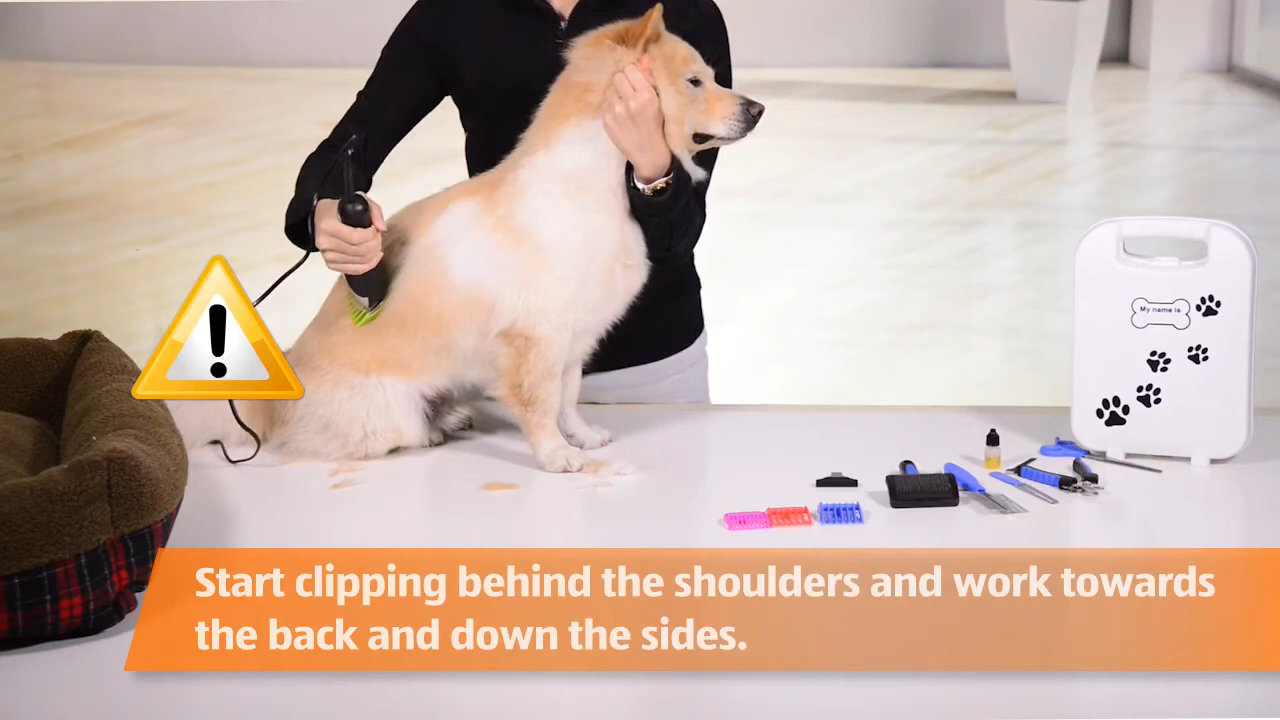 My name is
Start clipping behind the shoulders and work towards
the back and down the sides.